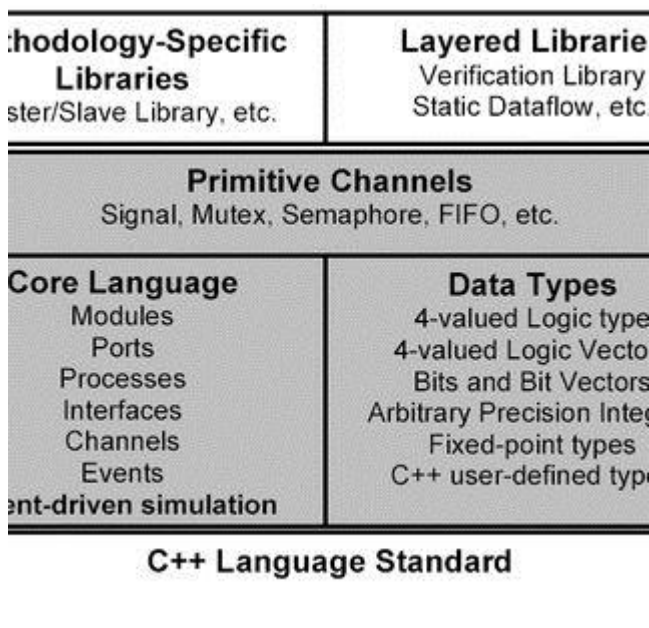 thodology-Specific
Libraries
ster/Slave Library, etc.
Layered Librarie
Verification Library
Static Dataflow, etc.
Primitive Channels
Signal, Mutex, Semaphore, FIFO, etc.
Core Language
Modules
Ports
Processes
Interfaces
Channels
Events
ent-driven simulation
Data Types
4-valued Logic type
4-valued Logic Vecto
Bits and Bit Vectors
Arbitrary Precision Integ
Fixed-point types
C++ user-defined type
C++ Language Standard